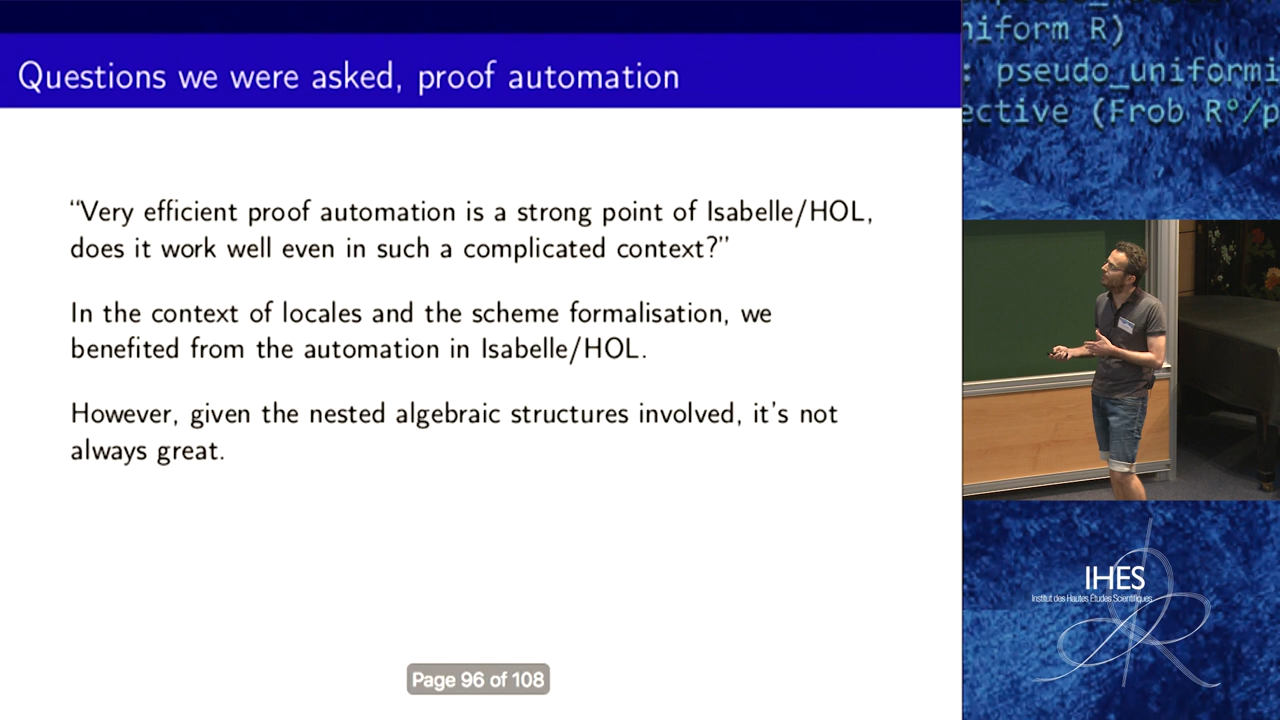 Questions we were asked, proof automation
“Very efficient proof automation is a strong point of Isabelle/HOL,
does it work well even in such a complicated context?”
In the context of locales and the scheme formalisation, we
benefited from the automation in Isabelle/HOL.
However, given the nested algebraic structures involved, it's not
always great.
Page 96 of 108
niform R)
: pseudo_uniformi
ective (Frob R°/p
IHES
Institut des Hautes Études Scientifiques